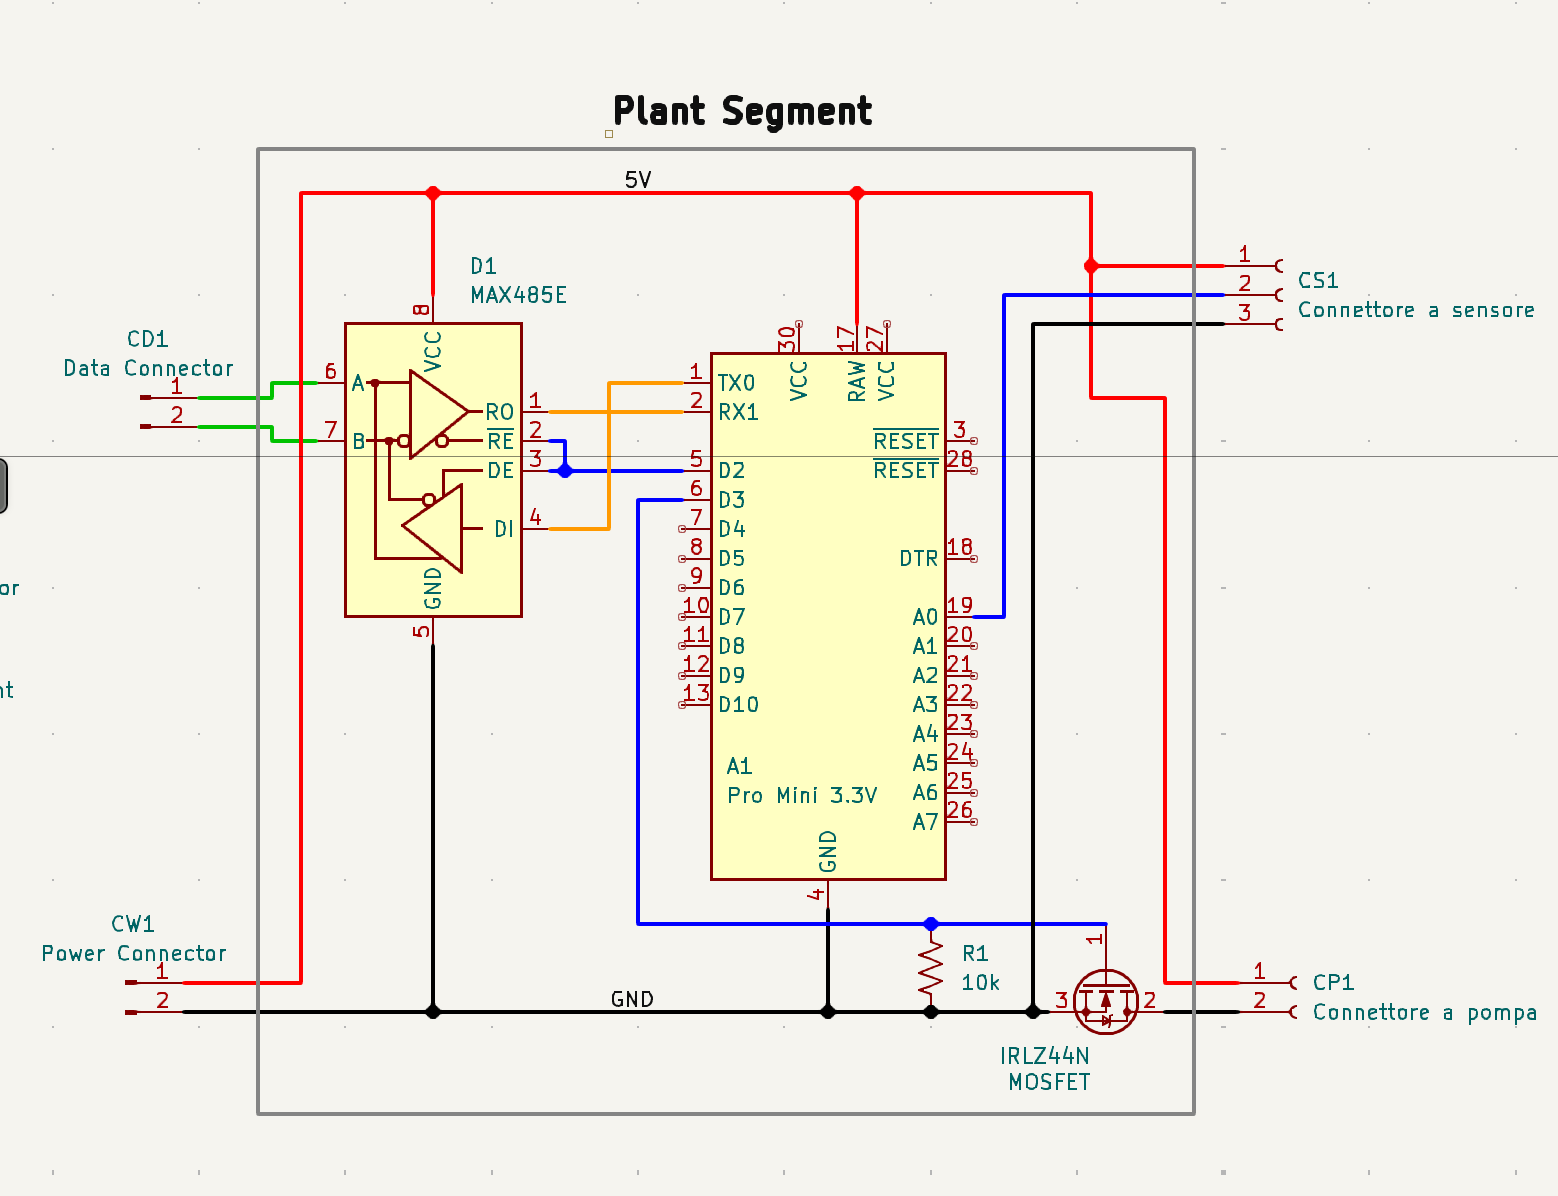 Plant Segment
5V
D1
MAX485E
CD1
Data Connector
1
2
6
A
7
B
8
VCC
RO
1
RE
2
DE
3
DI
4
GND
5
1
TX0
2
RX1
5
D2
6
D3
7
D4
8
D5
9
D6
10
D7
11
D8
12
D9
13
D10
30
VCC
17
RAW
27
VCC
RESET
3
RESET
28
DTR
18
A0
19
A1
20
A2
21
A3
22
A4
23
A5
24
A6
25
A7
26
A1
Pro Mini 3.3V
GND
4
1
2
3
CS1
Connettore a sensore
or
nt
CW1
Power Connector
1
2
GND
R1
10k
1
3
2
IRLZ44N
MOSFET
1
2
CP1
Connettore a pompa